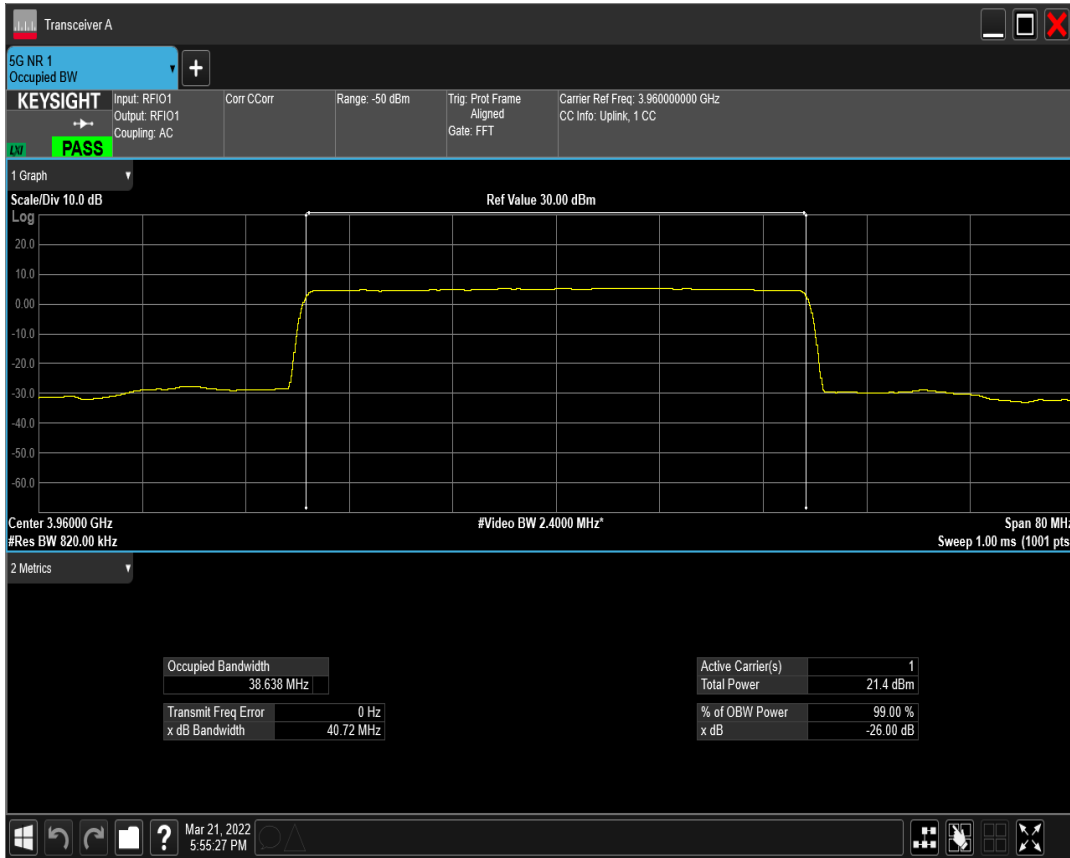 Transceiver A
5G NR 1
Occupied BW
KEYSIGHT
LXI
PASS
Input: RFIO1
Output: RFIO1
Coupling: AC
Corr CCorr
Range: -50 dBm
Trig: Prot Frame
Aligned
Gate: FFT
Carrier Ref Freq: 3.960000000 GHz
CC Info: Uplink, 1 CC
1 Graph
Scale/Div 10.0 dB
Ref Value 30.00 dBm
Log
20.0
10.0
0.00
-10.0
-20.0
-30.0
-40.0
-50.0
-60.0
Center 3.96000 GHz
#Video BW 2.4000 MHz*
Span 80 MHz
#Res BW 820.00 kHz
Sweep 1.00 ms (1001 pts
2 Metrics
Occupied Bandwidth
38.638 MHz
Transmit Freq Error 0 Hz
x dB Bandwidth 40.72 MHz
Active Carrier(s) 1
Total Power 21.4 dBm
% of OBW Power 99.00 %
x dB -26.00 dB
?
Mar 21, 2022
5:55:27 PM